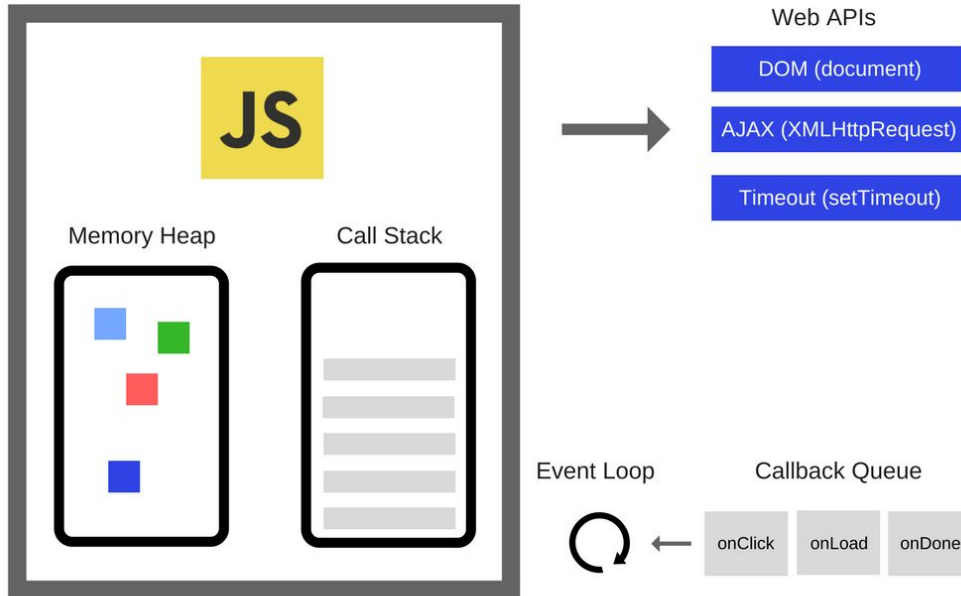 Web APIs
DOM (document)
JS
AJAX (XMLHttpRequest)
Timeout (setTimeout)
Memory Heap
Call Stack
Event Loop
Callback Queue
onClick
onLoad
onDone